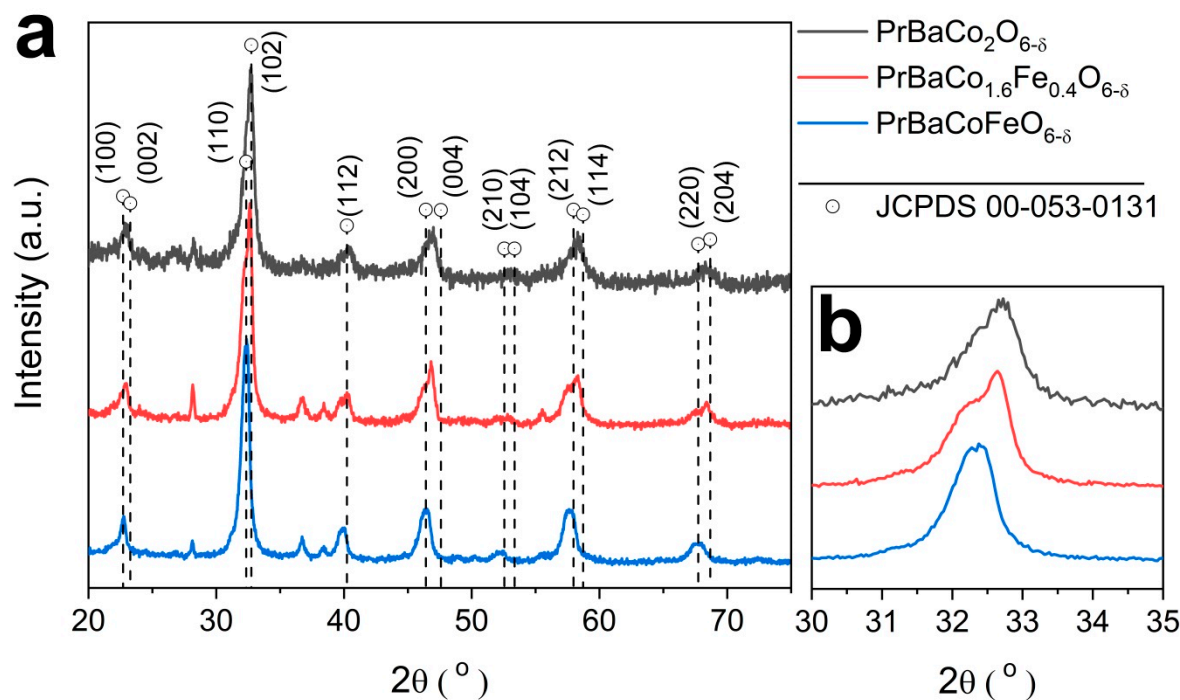 a
Intensity (a.u.)
(100)
(002)
(110)
(102)
(112)
(200)
(004)
(210)
(104)
(212)
(114)
(220)
(204)
20 30 40 50 60 70
2θ ( º )
PrBaCo₂O₆₋δ
PrBaCo₁.₆Fe₀.₄O₆₋δ
PrBaCoFeO₆₋δ
JCPDS 00-053-0131
b
30 31 32 33 34 35
2θ ( º )